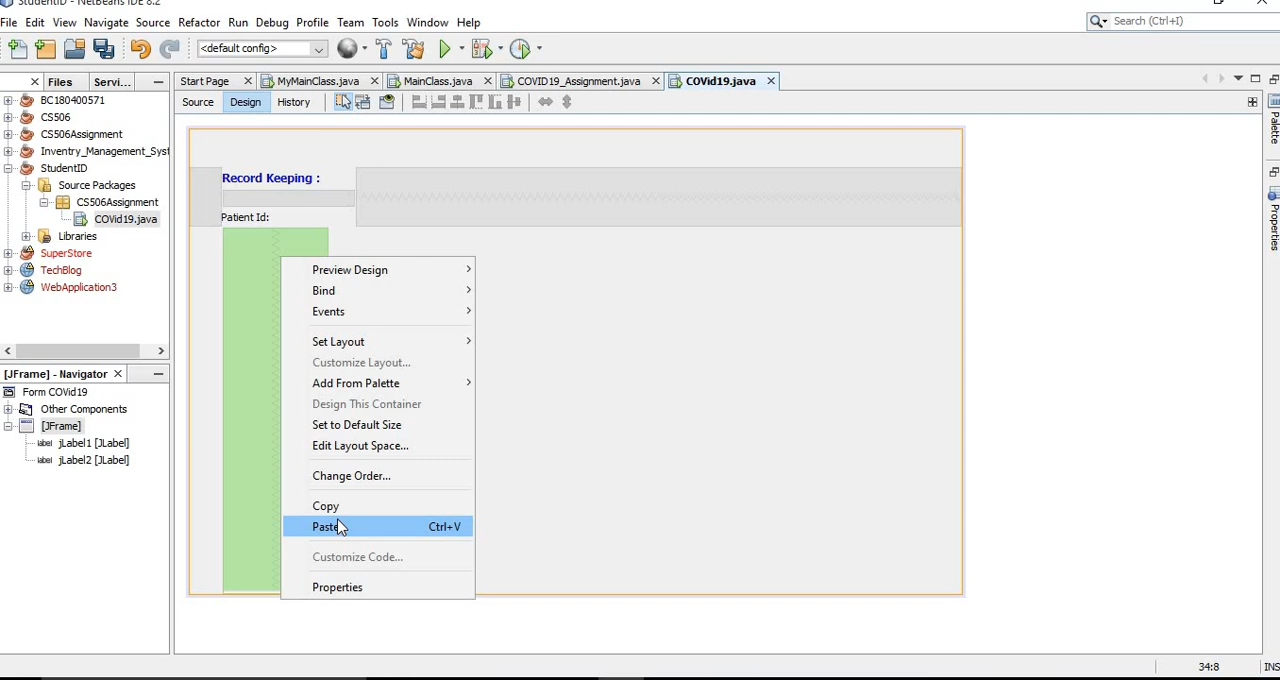 StudentID - NetBeans IDE 8.2
File Edit View Navigate Source Refactor Run Debug Profile Team Tools Window Help
Search (Ctrl+I)
<default config>
Files Servi...
Start Page MyMainClass.java MainClass.java COVID19_Assignment.java COVid19.java
Source Design History
BC180400571
CS506
CS506Assignment
Inventry_Management_Syst
StudentID
Source Packages
CS506Assignment
COVid19.java
Libraries
SuperStore
TechBlog
WebApplication3
[JFrame] - Navigator
Form COVid19
Other Components
[JFrame]
label jLabel1 [JLabel]
label jLabel2 [JLabel]
Record Keeping :
Patient Id:
Preview Design
Bind
Events
Set Layout
Customize Layout...
Add From Palette
Design This Container
Set to Default Size
Edit Layout Space...
Change Order...
Copy
Paste Ctrl+V
Customize Code...
Properties
Palette
Properties
34:8 INS